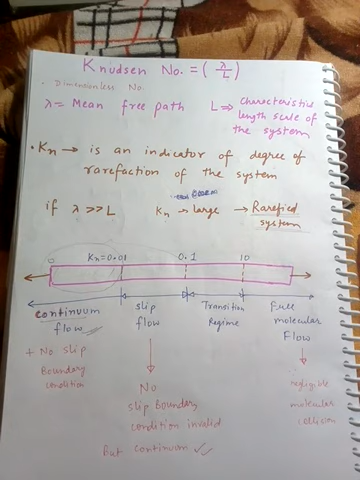 Knudsen No. = (λ/L)
. Dimensionless No.
λ = Mean free path L ⇒ Characteristic
length scale of
the system
. Kn → is an indicator of degree of
rarefaction of the system
if λ >> L Kn → large → Rarefied
system
0 Kn = 0.01 0.1 10
continuum flow
slip flow
Transition Regime
molecular Flow
+ No slip
Boundary
condition
No
slip Boundary
condition invalid
But continuum ✓
negligible
molecular
collision